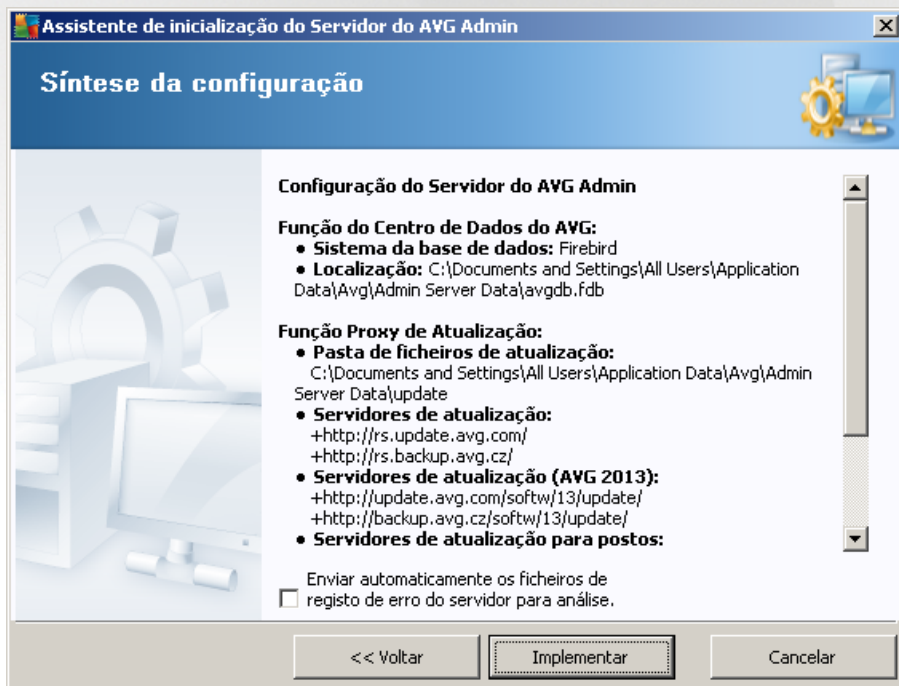 Assistente de inicialização do Servidor do AVG Admin
Síntese da configuração
Configuração do Servidor do AVG Admin
Função do Centro de Dados do AVG:
• Sistema da base de dados: Firebird
• Localização: C:\Documents and Settings\All Users\Application
Data\Avg\Admin Server Data\avgdb.fdb
Função Proxy de Atualização:
• Pasta de ficheiros de atualização:
C:\Documents and Settings\All Users\Application Data\Avg\Admin
Server Data\update
• Servidores de atualização:
+http://rs.update.avg.com/
+http://rs.backup.avg.cz/
• Servidores de atualização (AVG 2013):
+http://update.avg.com/softw/13/update/
+http://backup.avg.cz/softw/13/update/
• Servidores de atualização para postos:
Enviar automaticamente os ficheiros de
registo de erro do servidor para análise.
<< Voltar
Implementar
Cancelar